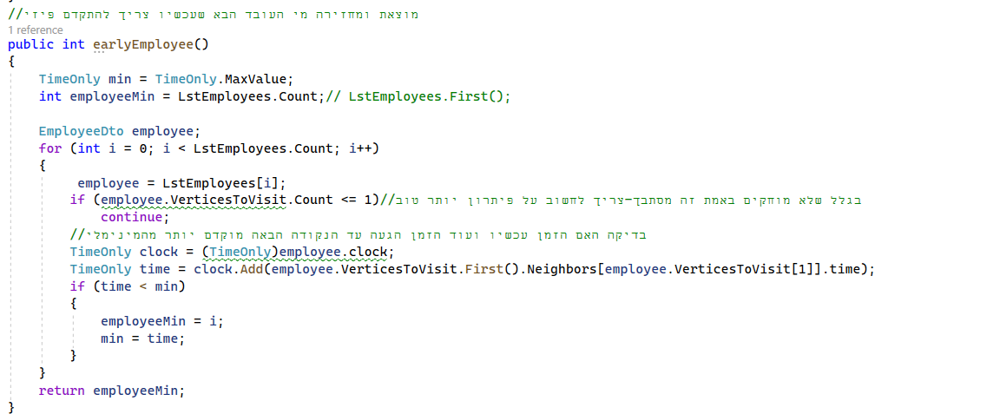 }
//מוצאת ומחזירה מי העובד הבא שעכשיו צריך להתקדם פיזי
1 reference
public int earlyEmployee()
{
    TimeOnly min = TimeOnly.MaxValue;
    int employeeMin = LstEmployees.Count;// LstEmployees.First();
    EmployeeDto employee;
    for (int i = 0; i < LstEmployees.Count; i++)
    {
         employee = LstEmployees[i];
        if (employee.VerticesToVisit.Count <= 1)//בגלל שלא מוחקים באמת זה מסתבך-צריך לחשוב על פיתרון יותר טוב
            continue;
        //בדיקה האם הזמן עכשיו ועוד הזמן הגעה עד הנקודה הבאה מוקדם יותר מהמינימלי
        TimeOnly clock = (TimeOnly)employee.clock;
        TimeOnly time = clock.Add(employee.VerticesToVisit.First().Neighbors[employee.VerticesToVisit[1]].time);
        if (time < min)
        {
            employeeMin = i;
            min = time;
        }
    }
    return employeeMin;
}